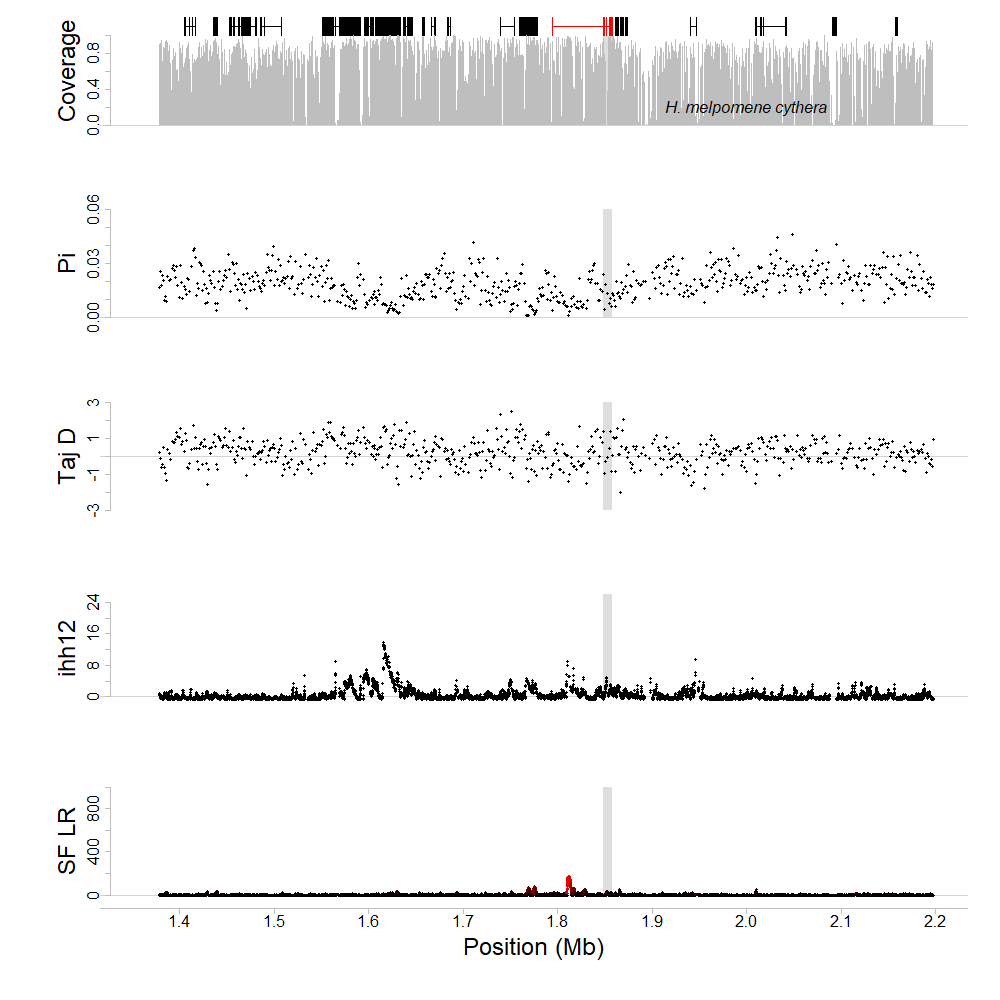 Coverage
0.8
0.4
0.0
H. melpomene cythera
Pi
0.06
0.03
0.00
Taj D
3
1
-1
-3
ihh12
24
16
8
0
SF LR
800
400
0
1.4 1.5 1.6 1.7 1.8 1.9 2.0 2.1 2.2
Position (Mb)